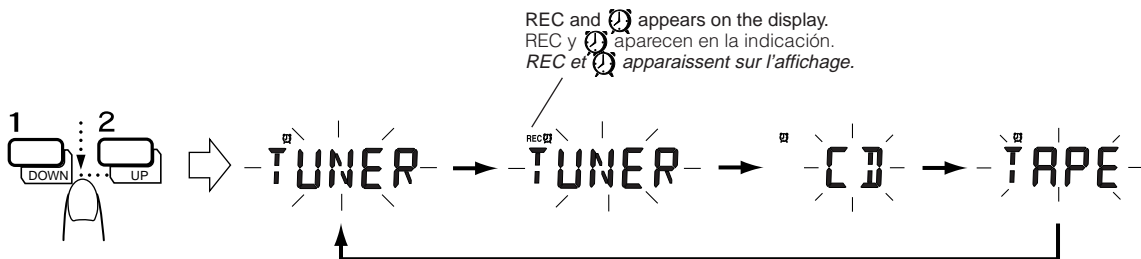 REC and appears on the display.
REC y aparecen en la indicación.
REC et apparaissent sur l'affichage.
1 2
DOWN UP
TUNER
REC
TUNER
CD
TAPE